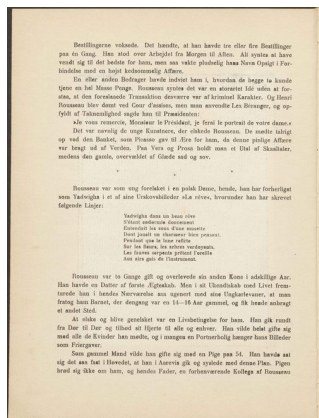 Bestillingerne voksede. Det hændte, at han havde tre eller fire Bestillinger
paa én Gang. Han stod over Arbejdet fra Morgen til Aften. Alt syntes at have
vendt sig til det bedste for ham, men saa vakte pludselig hans Navn Opsigt i For-
bindelse med en højst kedsommelig Affære.
En eller anden Bedrager havde indviet ham i, hvordan de begge to kunde
tjene en hel Masse Penge. Rousseau syntes det var en storartet Idé uden at for-
staa, at den foreslaaede Transaktion desværre var af kriminel Karakter. Og Henri
Rousseau blev dømt ved Cour d'assises, som man anvendte Lex Béranger, og op-
af Taknemlighed sagde han til Præsidenten:
»Je vous remercie, Monsieur le Président, je ferai le portrait de votre dame.«
Det var navnlig de unge Kunstnere, der elskede Rousseau. De mødte talrigt
op ved den Banket, som Picasso gav til Ære for ham, da denne pinlige Affære
var bragt ud af Verden. Paa Vers og Prosa holdt man et Utal af Skaaltaler,
medens den gamle, overvældet af Glæde sad og sov.
* *
Rousseau var som ung forelsket i en polsk Dame, hende, han har forherliget
som Yadwigha i et af sine Urskovsbilleder »Le rêve«, hvorunder han har skrevet
følgende Linjer:
Yadwigha dans un beau rêve
S'étant endormie doucement
Entendait les sons d'une musette
Dont jouait un charmeur bien pensant.
Pendant que la lune reflète
Sur les fleurs, les arbres verdoyants,
Les fauves serpents prêtent l'oreille
Aux airs gais de l'instrument.
Rousseau var to Gange gift og overlevede sin anden Kone i adskillige Aar.
Han havde en Datter af første Ægteskab. Men i sit Ukendtskab med Livet frem-
turede han i hendes Nærværelse saa ugenert med sine Ungkarlevaner, at man
fratog ham Barnet, der dengang var en 14—16 Aar gammel, og fik hende anbragt
et andet Sted.
At elske og blive genelsket var en Livsbetingelse for ham. Han gik rundt
fra Dør til Dør og tilbød sit Hjerte til alle og enhver. Han vilde helst gifte sig
med alle de Kvinder han mødte, og i mangen en Portnerbolig hænger hans Billeder
som Friergaver.
Som gammel Mand vilde han gifte sig med en Pige paa 54. Han havde sat
sig det saa fast i Hovedet, at han i Aarevis gik og syslede med denne Plan. Pigen
brød sig ikke om ham, og hendes Fader, en forhenværende Kollega af Rousseau